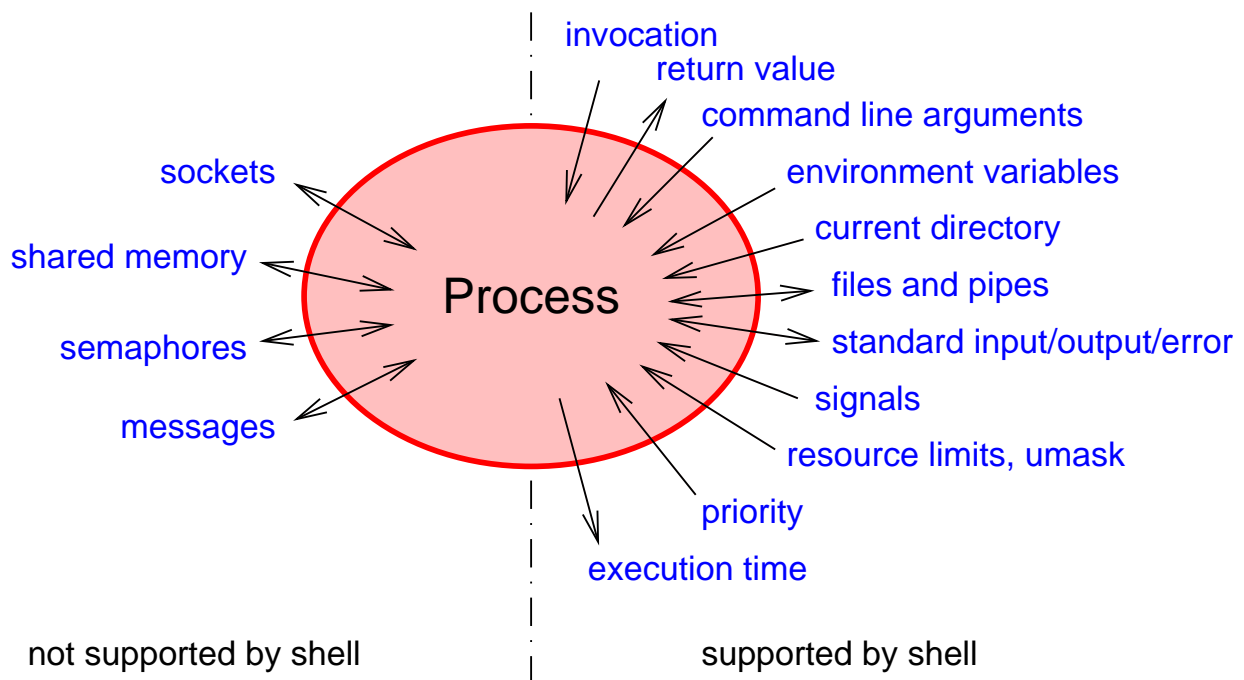 invocation
return value
command line arguments
sockets
environment variables
current directory
shared memory
files and pipes
Process
semaphores
standard input/output/error
signals
messages
resource limits, umask
priority
execution time
not supported by shell
supported by shell